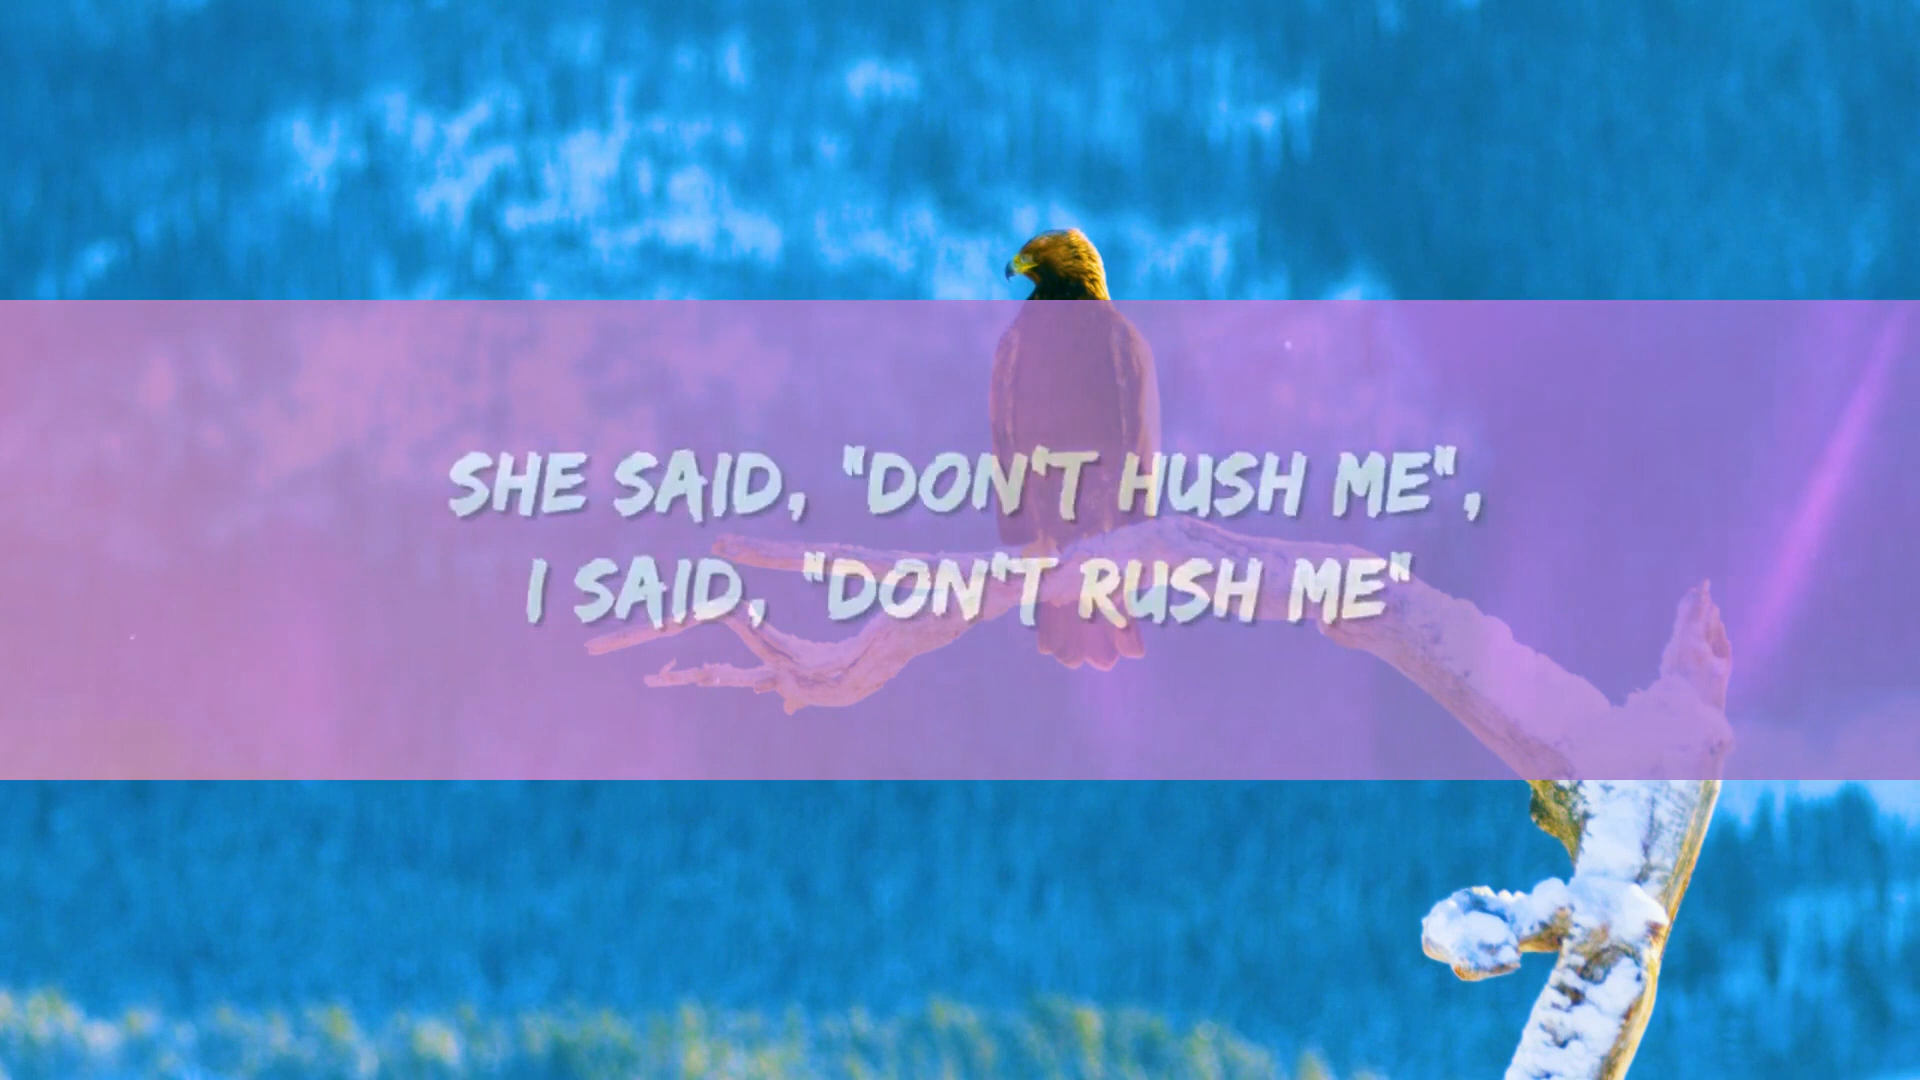 SHE SAID, "DON'T HUSH ME",
I SAID, "DON'T RUSH ME"